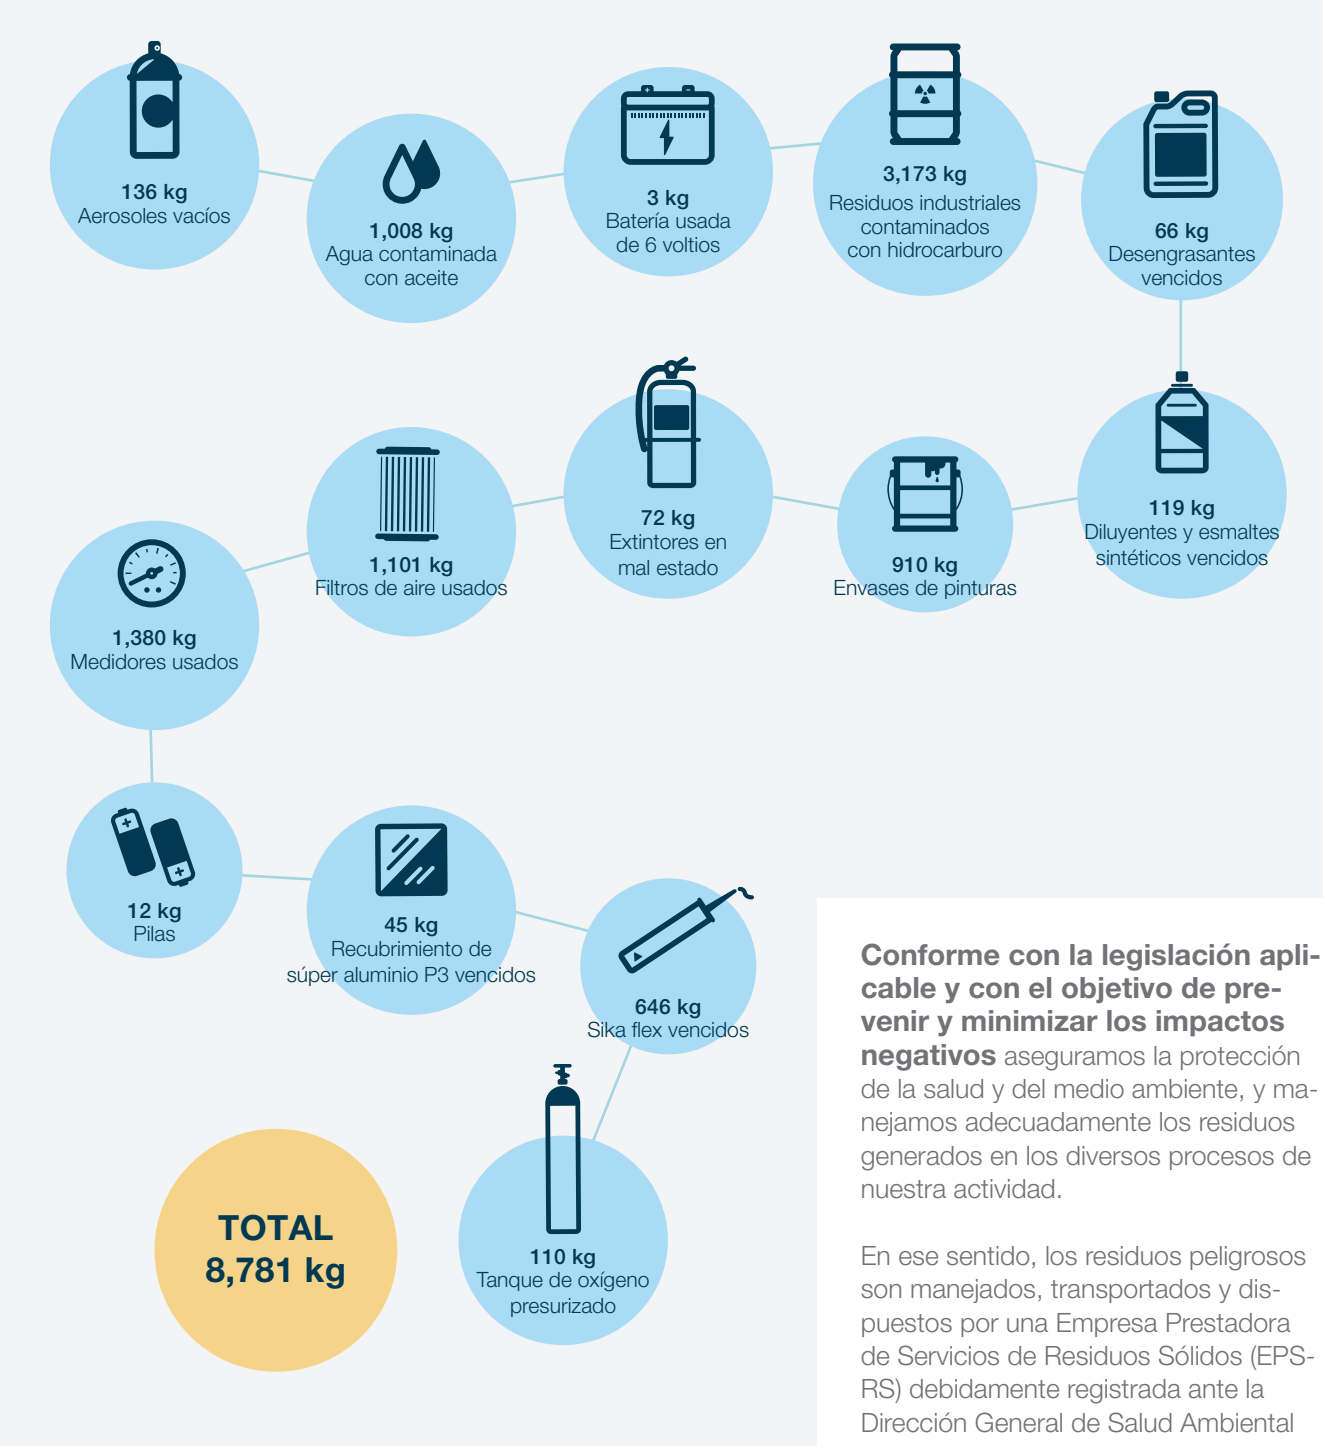 136 kg
Aerosoles vacíos
1,008 kg
Agua contaminada
con aceite
3 kg
Batería usada
de 6 voltios
3,173 kg
Residuos industriales
contaminados
con hidrocarburo
66 kg
Desengrasantes
vencidos
119 kg
Diluyentes y esmaltes
sintéticos vencidos
910 kg
Envases de pinturas
72 kg
Extintores en
mal estado
1,101 kg
Filtros de aire usados
1,380 kg
Medidores usados
12 kg
Pilas
45 kg
Recubrimiento de
súper aluminio P3 vencidos
646 kg
Sika flex vencidos
110 kg
Tanque de oxígeno
presurizado
TOTAL
8,781 kg
Conforme con la legislación apli-
cable y con el objetivo de pre-
venir y minimizar los impactos
negativos aseguramos la protección
de la salud y del medio ambiente, y ma-
nejamos adecuadamente los residuos
generados en los diversos procesos de
nuestra actividad.
En ese sentido, los residuos peligrosos
son manejados, transportados y dis-
puestos por una Empresa Prestadora
de Servicios de Residuos Sólidos (EPS-
RS) debidamente registrada ante la
Dirección General de Salud Ambiental